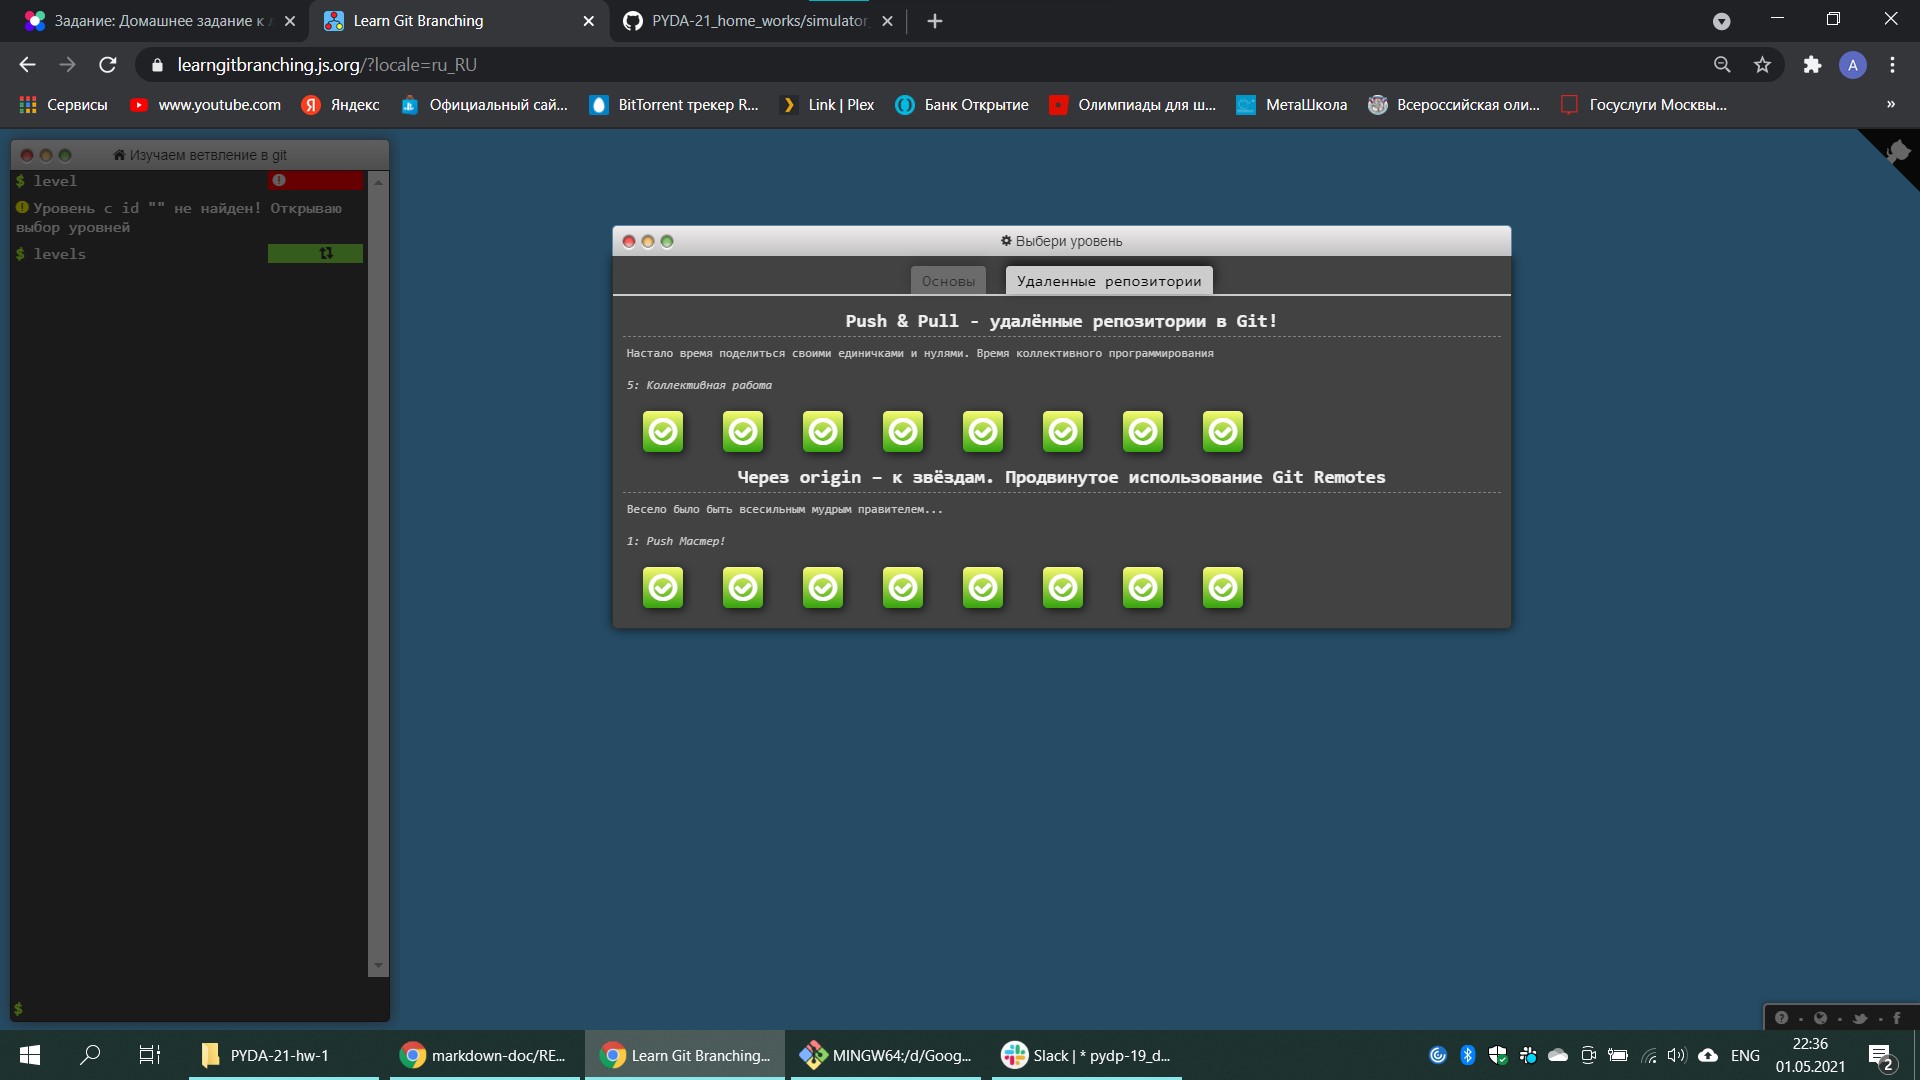 Задание: Домашнее задание к л
Learn Git Branching
PYDA-21_home_works/simulator_
learngitbranching.js.org/?locale=ru_RU
A
Сервисы
www.youtube.com
Яндекс
Официальный сай...
BitTorrent трекер R...
Link | Plex
Банк Открытие
Олимпиады для ш...
МетаШкола
Всероссийская оли...
Госуслуги Москвы...
»
Изучаем ветвление в git
$ level
Уровень с id "" не найден! Открываю
выбор уровней
$ levels
$
Выбери уровень
Основы
Удаленные репозитории
Push & Pull - удалённые репозитории в Git!
Настало время поделиться своими единичками и нулями. Время коллективного программирования
5: Коллективная работа
Через origin – к звёздам. Продвинутое использование Git Remotes
Весело было быть всесильным мудрым правителем...
1: Push Мастер!
PYDA-21-hw-1
markdown-doc/RE...
Learn Git Branching...
MINGW64:/d/Goog...
Slack | * pydp-19_d...
ENG
22:36
01.05.2021
2